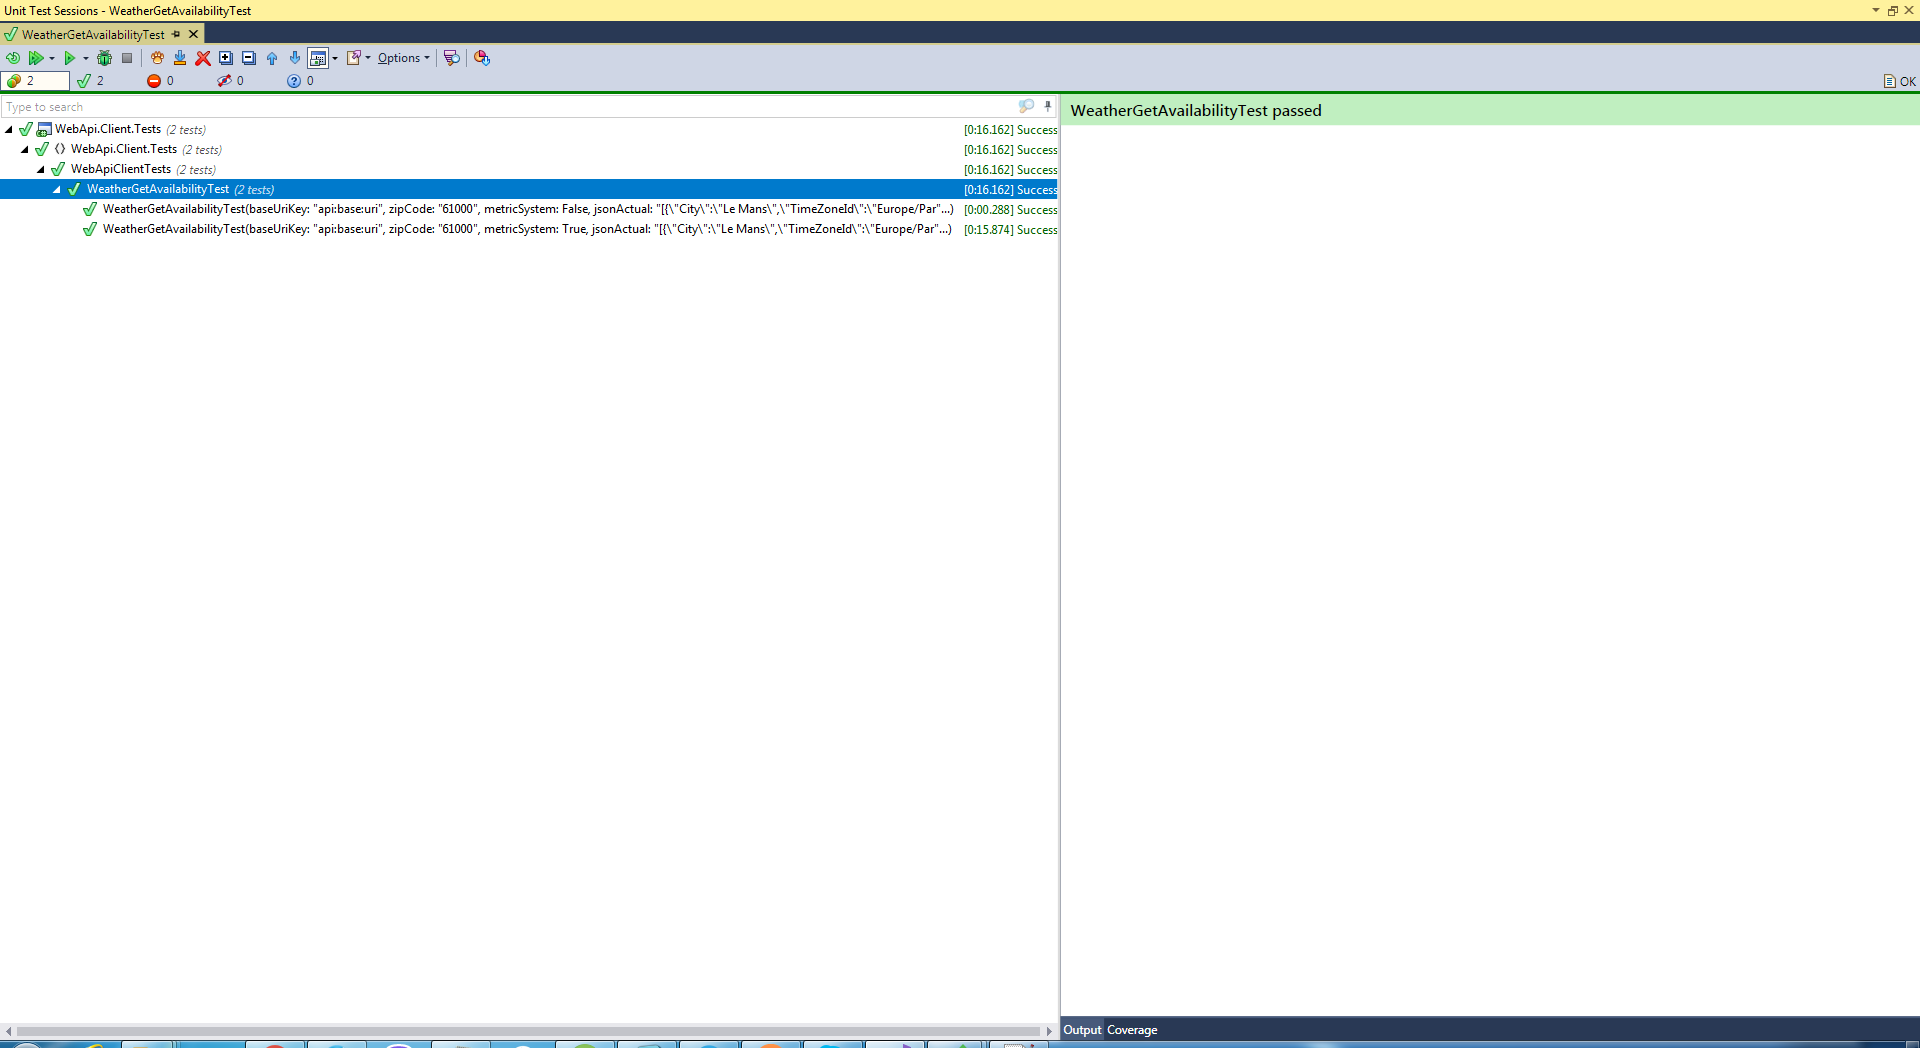 Unit Test Sessions - WeatherGetAvailabilityTest
WeatherGetAvailabilityTest
Options
2 2 0 0 0 OK
Type to search
WeatherGetAvailabilityTest passed
WebApi.Client.Tests (2 tests) [0:16.162] Success
WebApi.Client.Tests (2 tests) [0:16.162] Success
WebApiClientTests (2 tests) [0:16.162] Success
WeatherGetAvailabilityTest (2 tests) [0:16.162] Success
WeatherGetAvailabilityTest(baseUriKey: "api:base:uri", zipCode: "61000", metricSystem: False, jsonActual: "[{\"City\":\"Le Mans\",\"TimeZoneId\":\"Europe/Par"...) [0:00.288] Success
WeatherGetAvailabilityTest(baseUriKey: "api:base:uri", zipCode: "61000", metricSystem: True, jsonActual: "[{\"City\":\"Le Mans\",\"TimeZoneId\":\"Europe/Par"...) [0:15.874] Success
Output Coverage